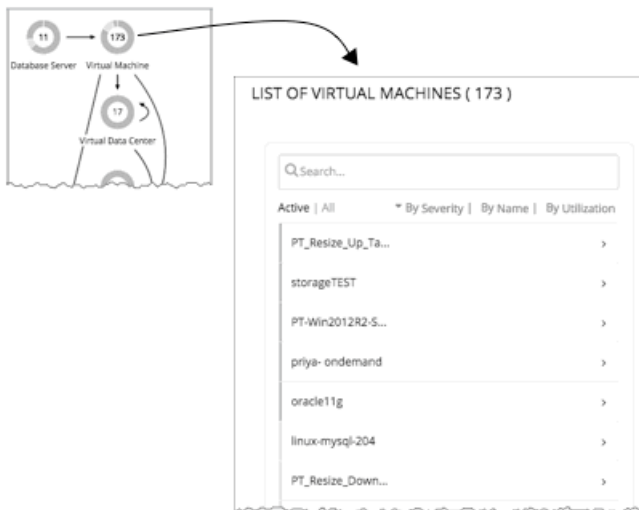 11
173
Database Server
Virtual Machine
17
Virtual Data Center
LIST OF VIRTUAL MACHINES ( 173 )
Search...
Active | All
By Severity | By Name | By Utilization
PT_Resize_Up_Ta...
storageTEST
PT-Win2012R2-S...
priya- ondemand
oracle11g
linux-mysql-204
PT_Resize_Down...